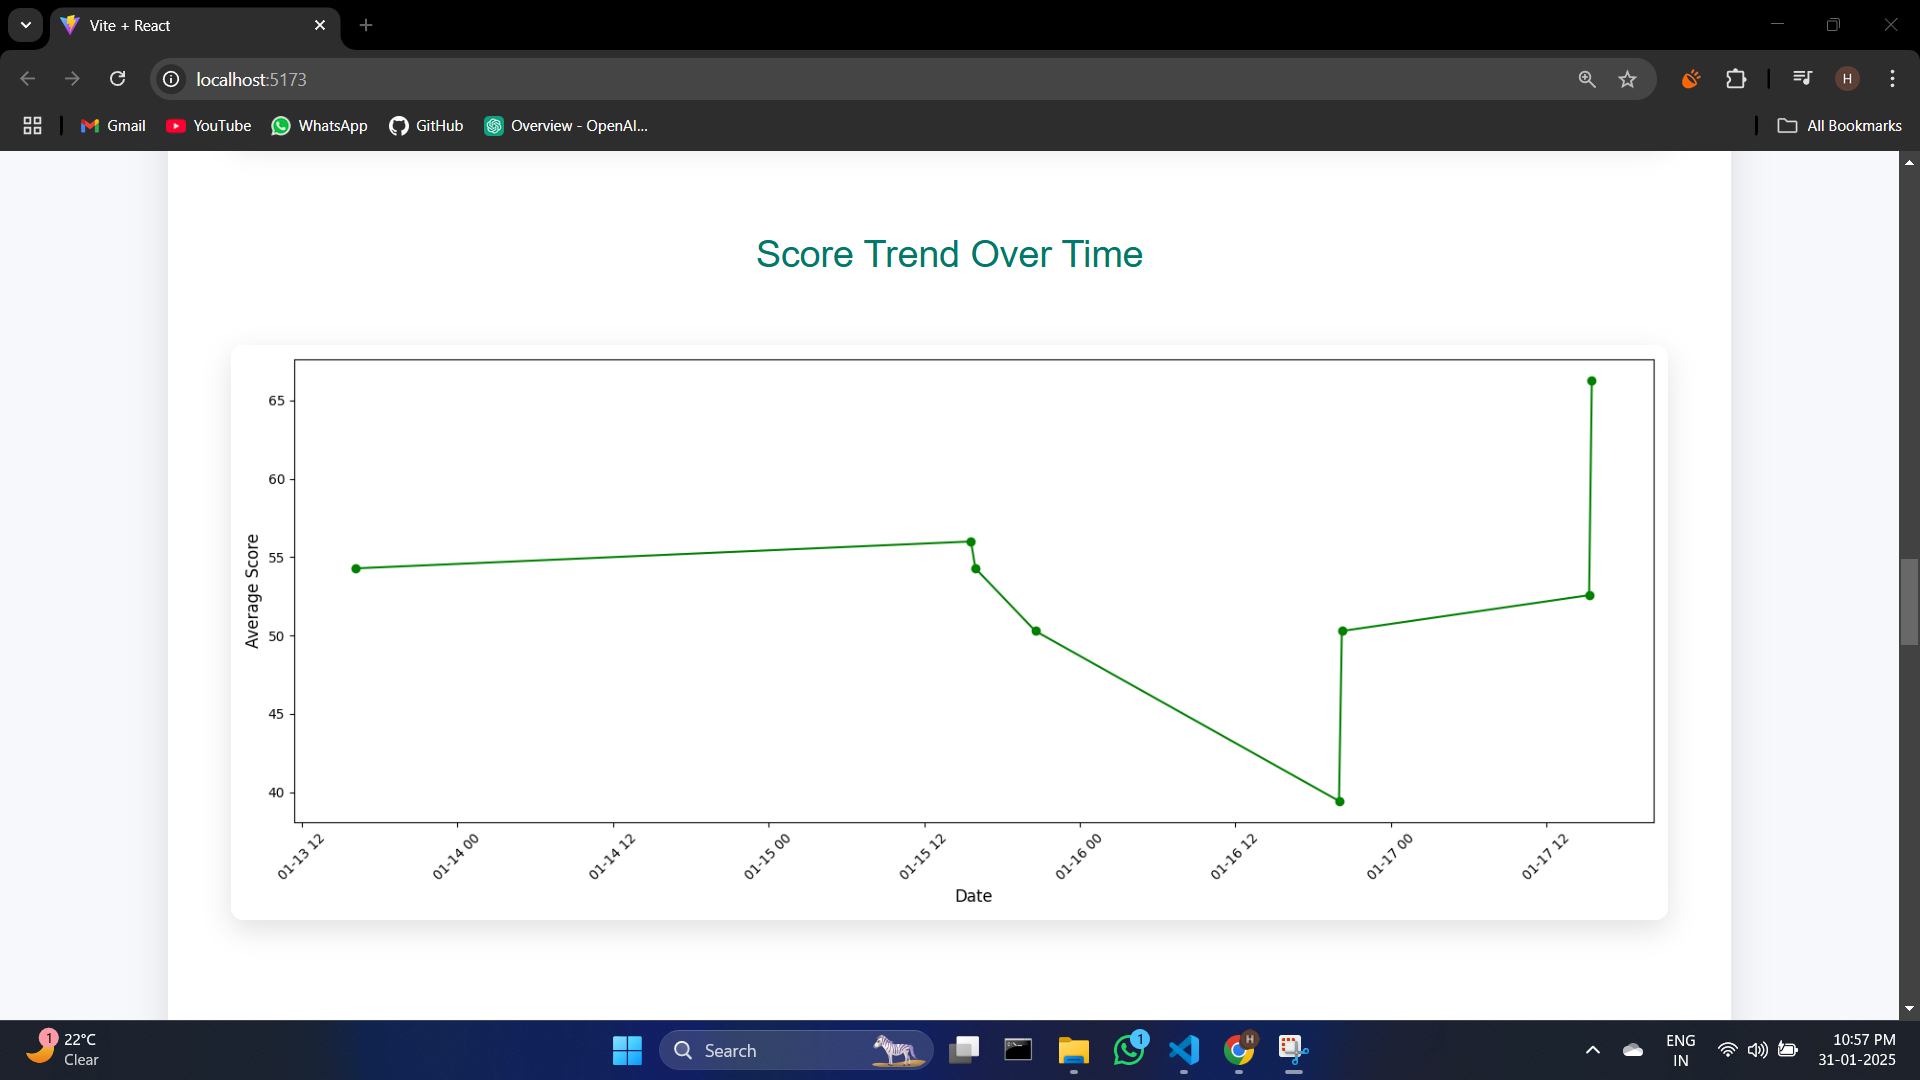 Vite + React
localhost:5173
Gmail
YouTube
WhatsApp
GitHub
Overview - OpenAI...
All Bookmarks
H
Score Trend Over Time
65
60
55
50
45
40
Average Score
01-13 12
01-14 00
01-14 12
01-15 00
01-15 12
01-16 00
01-16 12
01-17 00
01-17 12
Date
1
22°C
Clear
Search
1
H
ENG
IN
10:57 PM
31-01-2025